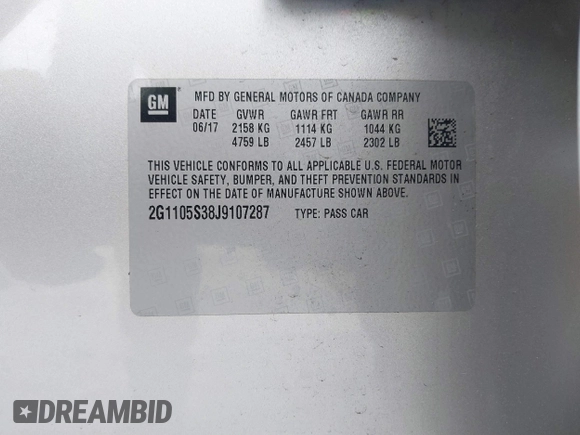 GM
MFD BY GENERAL MOTORS OF CANADA COMPANY
DATE GVWR GAWR FRT GAWR RR
06/17 2158 KG 1114 KG 1044 KG
4759 LB 2457 LB 2302 LB
THIS VEHICLE CONFORMS TO ALL APPLICABLE U.S. FEDERAL MOTOR
VEHICLE SAFETY, BUMPER, AND THEFT PREVENTION STANDARDS IN
EFFECT ON THE DATE OF MANUFACTURE SHOWN ABOVE.
2G1105S38J9107287 TYPE: PASS CAR
DREAMBID